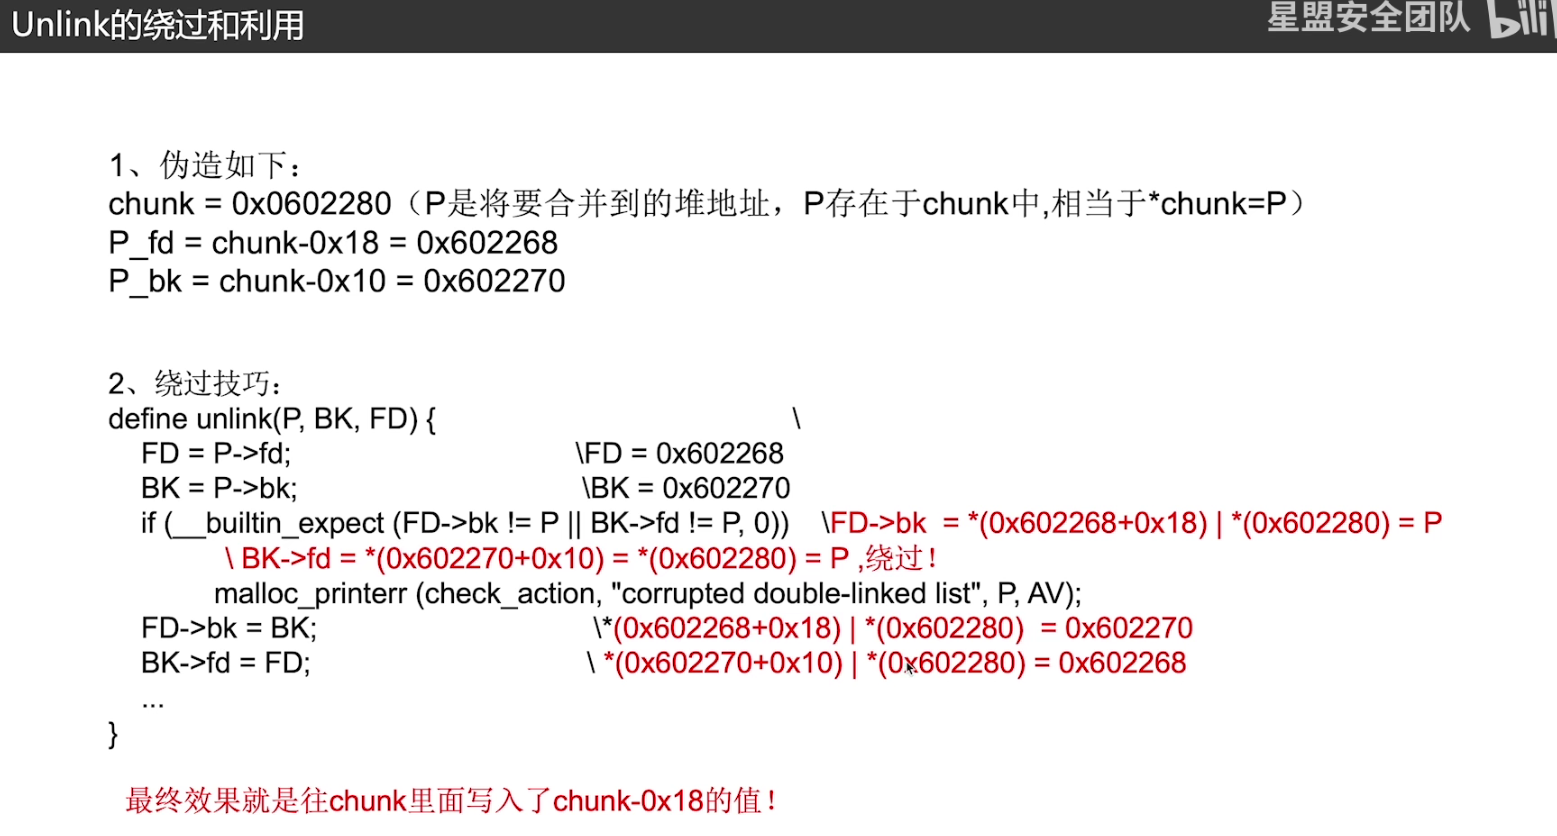 Unlink的绕过和利用
星盟安全团队 bili
1、伪造如下：
chunk = 0x0602280（P是将要合并到的堆地址，P存在于chunk中,相当于*chunk=P）
P_fd = chunk-0x18 = 0x602268
P_bk = chunk-0x10 = 0x602270
2、绕过技巧：
define unlink(P, BK, FD) { \
FD = P->fd; \FD = 0x602268
BK = P->bk; \BK = 0x602270
if (__builtin_expect (FD->bk != P || BK->fd != P, 0)) \FD->bk = *(0x602268+0x18) | *(0x602280) = P
\ BK->fd = *(0x602270+0x10) = *(0x602280) = P ,绕过！
malloc_printerr (check_action, "corrupted double-linked list", P, AV);
FD->bk = BK; \*(0x602268+0x18) | *(0x602280) = 0x602270
BK->fd = FD; \ *(0x602270+0x10) | *(0x602280) = 0x602268
...
}
最终效果就是往chunk里面写入了chunk-0x18的值！